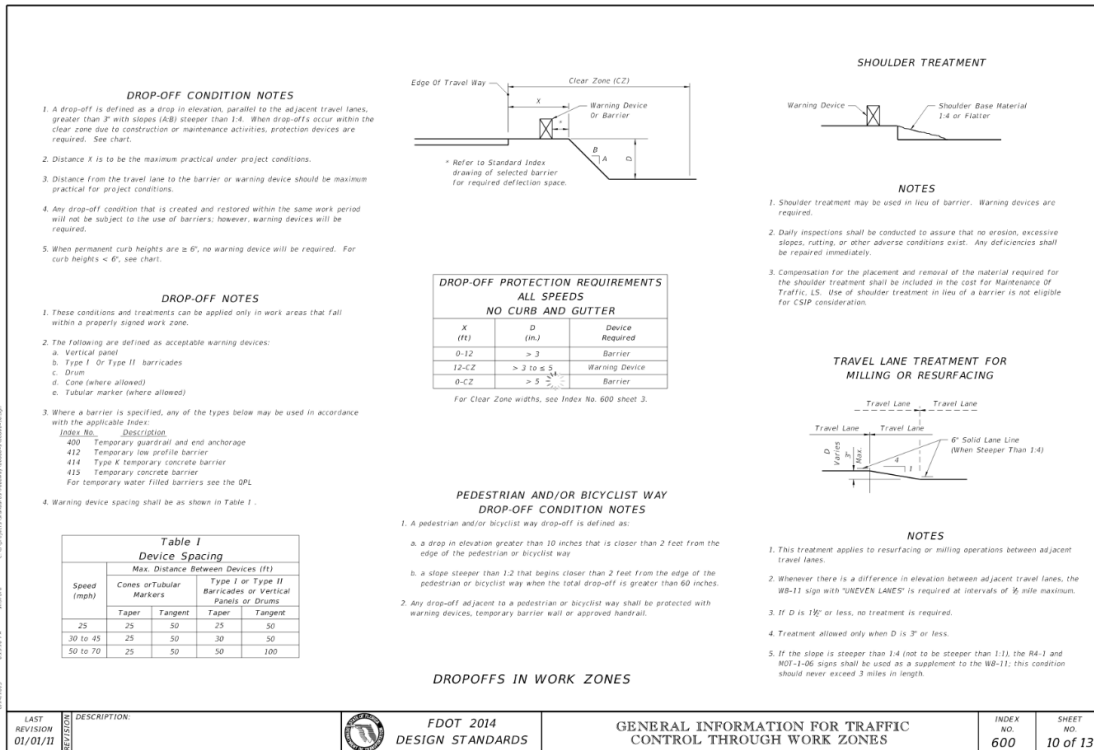 DROP-OFF CONDITION NOTES
1. A drop-off is defined as a drop in elevation, parallel to the adjacent travel lanes,
greater than 3" with slopes (A:B) steeper than 1:4. When drop-offs occur within the
clear zone due to construction or maintenance activities, protection devices are
required. See chart.
2. Distance X is to be the maximum practical under project conditions.
3. Distance from the travel lane to the barrier or warning device should be maximum
practical for project conditions.
4. Any drop-off condition that is created and restored within the same work period
will not be subject to the use of barriers; however, warning devices will be
required.
5. When permanent curb heights are ≥ 6", no warning device will be required. For
curb heights < 6", see chart.
DROP-OFF NOTES
1. These conditions and treatments can be applied only in work areas that fall
within a properly signed work zone.
2. The following are defined as acceptable warning devices:
a. Vertical panel
b. Type I Or Type II barricades
c. Drum
d. Cone (where allowed)
e. Tubular marker (where allowed)
3. Where a barrier is specified, any of the types below may be used in accordance
with the applicable Index:
Index No. Description
400 Temporary guardrail and end anchorage
412 Temporary low profile barrier
414 Type K temporary concrete barrier
415 Temporary concrete barrier
For temporary water filled barriers see the QPL
4. Warning device spacing shall be as shown in Table I .
Table I
Device Spacing
Speed
(mph)
Max. Distance Between Devices (ft)
Cones orTubular
Markers
Type I or Type II
Barricades or Vertical
Panels or Drums
Taper Tangent Taper Tangent
25 25 50 25 50
30 to 45 25 50 30 50
50 to 70 25 50 50 100
Edge Of Travel Way
Clear Zone (CZ)
X
Warning Device
Or Barrier
*
B
A
D
* Refer to Standard Index
drawing of selected barrier
for required deflection space.
DROP-OFF PROTECTION REQUIREMENTS
ALL SPEEDS
NO CURB AND GUTTER
X
(ft)
D
(in.)
Device
Required
0-12 > 3 Barrier
12-CZ > 3 to ≤ 5 Warning Device
0-CZ > 5 Barrier
For Clear Zone widths, see Index No. 600 sheet 3.
PEDESTRIAN AND/OR BICYCLIST WAY
DROP-OFF CONDITION NOTES
1. A pedestrian and/or bicyclist way drop-off is defined as:
a. a drop in elevation greater than 10 inches that is closer than 2 feet from the
edge of the pedestrian or bicyclist way
b. a slope steeper than 1:2 that begins closer than 2 feet from the edge of the
pedestrian or bicyclist way when the total drop-off is greater than 60 inches.
2. Any drop-off adjacent to a pedestrian or bicyclist way shall be protected with
warning devices, temporary barrier wall or approved handrail.
DROPOFFS IN WORK ZONES
SHOULDER TREATMENT
Warning Device
Shoulder Base Material
1:4 or Flatter
NOTES
1. Shoulder treatment may be used in lieu of barrier. Warning devices are
required.
2. Daily inspections shall be conducted to assure that no erosion, excessive
slopes, rutting, or other adverse conditions exist. Any deficiencies shall
be repaired immediately.
3. Compensation for the placement and removal of the material required for
the shoulder treatment shall be included in the cost for Maintenance Of
Traffic, LS. Use of shoulder treatment in lieu of a barrier is not eligible
for CSIP consideration.
TRAVEL LANE TREATMENT FOR
MILLING OR RESURFACING
Travel Lane Travel Lane
Travel Lane Travel Lane
D
Varies
3"
Max.
4
1
6" Solid Lane Line
(When Steeper Than 1:4)
NOTES
1. This treatment applies to resurfacing or milling operations between adjacent
travel lanes.
2. Whenever there is a difference in elevation between adjacent travel lanes, the
W8-11 sign with "UNEVEN LANES" is required at intervals of ½ mile maximum.
3. If D is 1½" or less, no treatment is required.
4. Treatment allowed only when D is 3" or less.
5. If the slope is steeper than 1:4 (not to be steeper than 1:1), the R4-1 and
MOT-1-06 signs shall be used as a supplement to the W8-11; this condition
should never exceed 3 miles in length.
LAST
REVISION
01/01/11
REVISION
DESCRIPTION:
FDOT 2014
DESIGN STANDARDS
GENERAL INFORMATION FOR TRAFFIC
CONTROL THROUGH WORK ZONES
INDEX
NO.
600
SHEET
NO.
10 of 13